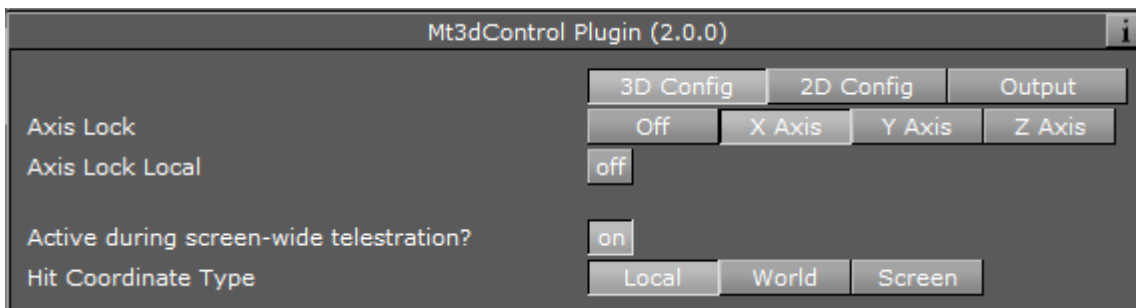 Mt3dControl Plugin (2.0.0) i
3D Config 2D Config Output
Axis Lock Off X Axis Y Axis Z Axis
Axis Lock Local off
Active during screen-wide telestration? on
Hit Coordinate Type Local World Screen